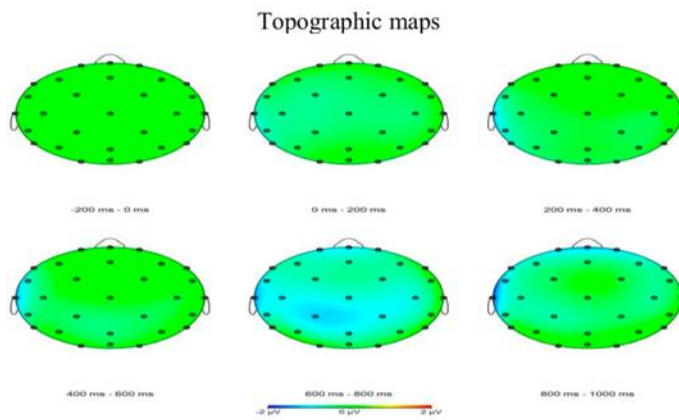 Topographic maps
-200 ms - 0 ms
0 ms - 200 ms
200 ms - 400 ms
400 ms - 600 ms
600 ms - 800 ms
800 ms - 1000 ms
-2 µV 0 µV 2 µV